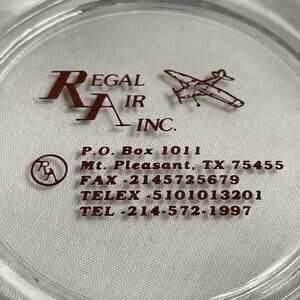 REGAL
AIR
INC.
P.O. Box 1011
Mt. Pleasant, TX 75455
FAX -2145725679
TELEX -5101013201
TEL -214-572-1997
RA